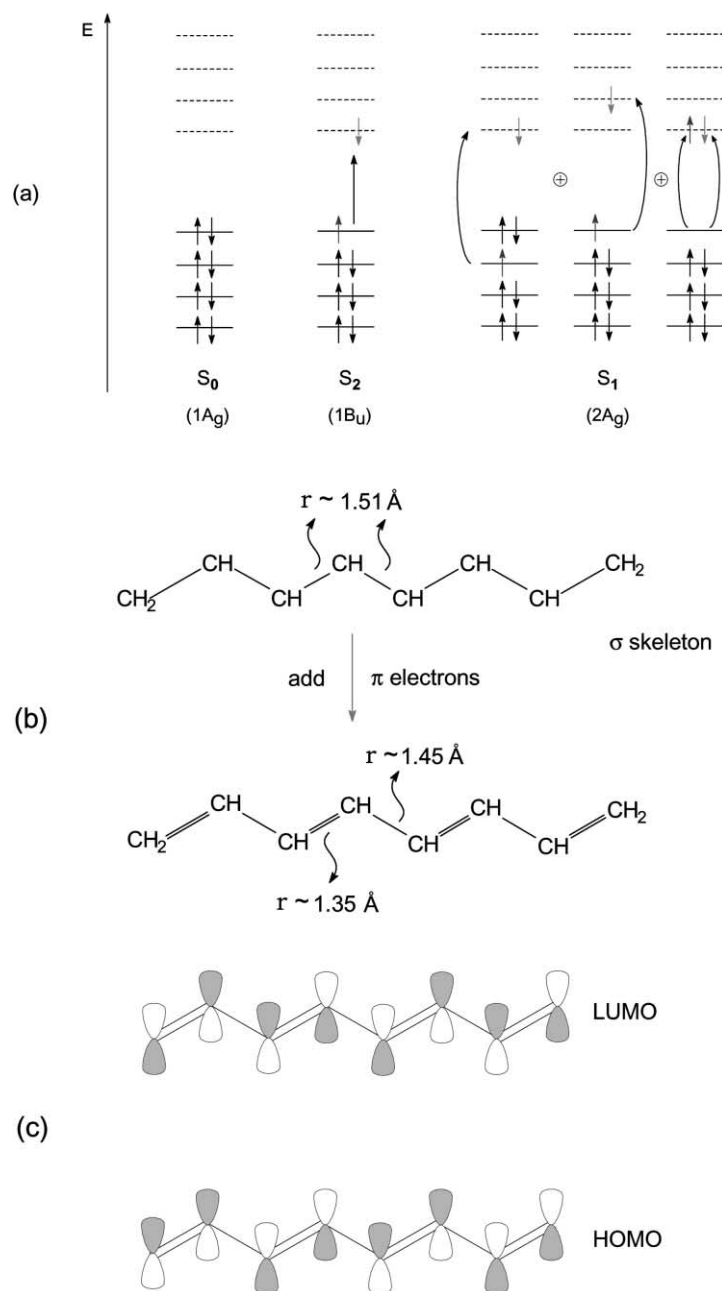 E
(a)
⊕ ⊕
S₀ S₂ S₁
(1Ag) (1Bu) (2Ag)
r ~ 1.51 Å
CH CH CH₂
CH₂ CH CH CH
σ skeleton
add π electrons
(b)
r ~ 1.45 Å
CH CH CH CH₂
CH₂ CH CH CH
r ~ 1.35 Å
LUMO
(c)
HOMO